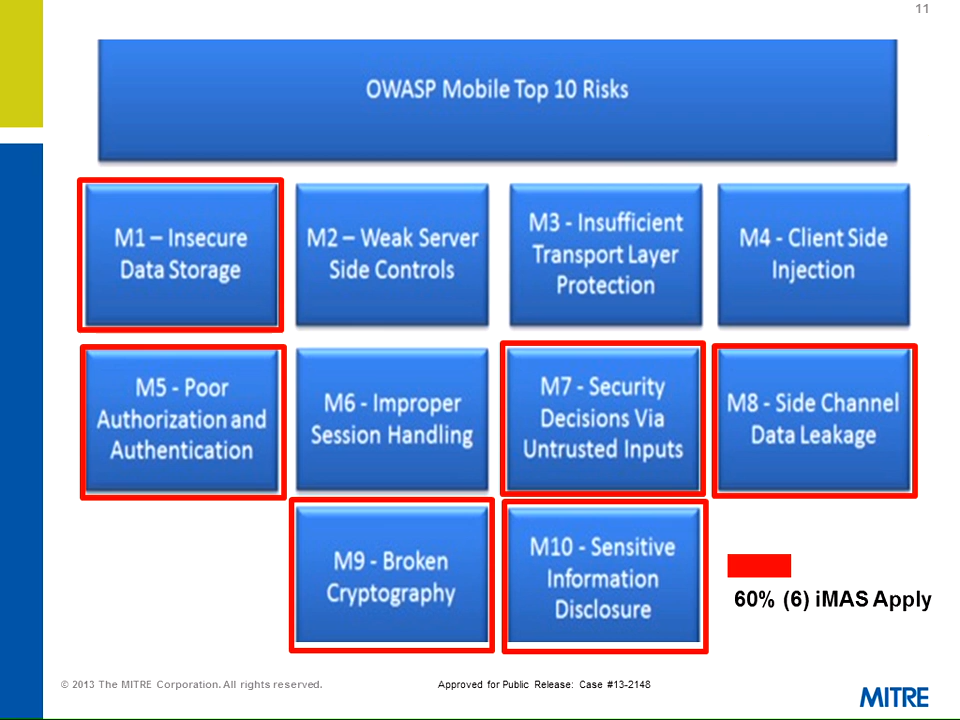 11
OWASP Mobile Top 10 Risks
M1 – Insecure
Data Storage
M2 – Weak Server
Side Controls
M3 - Insufficient
Transport Layer
Protection
M4 - Client Side
Injection
M5 - Poor
Authorization and
Authentication
M6 - Improper
Session Handling
M7 - Security
Decisions Via
Untrusted Inputs
M8 - Side Channel
Data Leakage
M9 - Broken
Cryptography
M10 - Sensitive
Information
Disclosure
60% (6) iMAS Apply
© 2013 The MITRE Corporation. All rights reserved.
Approved for Public Release: Case #13-2148
MITRE